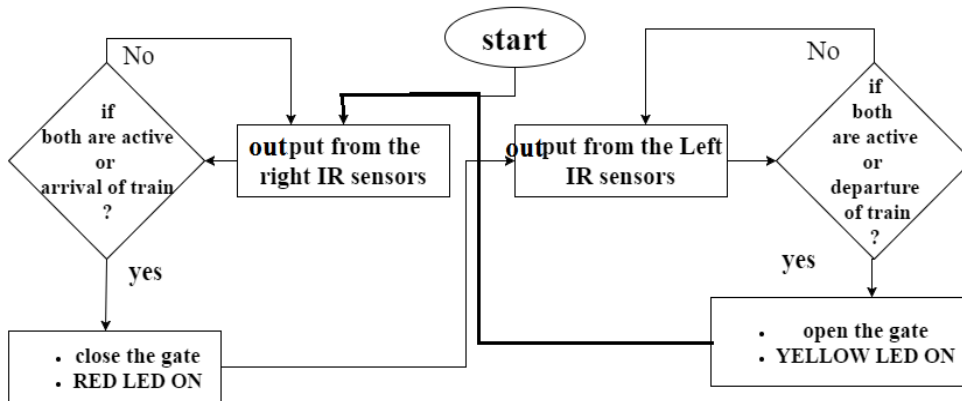 start
No
if
both are active
or
arrival of train
?
yes
output from the
right IR sensors
output from the Left
IR sensors
No
if
both
are active
or
departure
of train
?
yes
• close the gate
• RED LED ON
• open the gate
• YELLOW LED ON